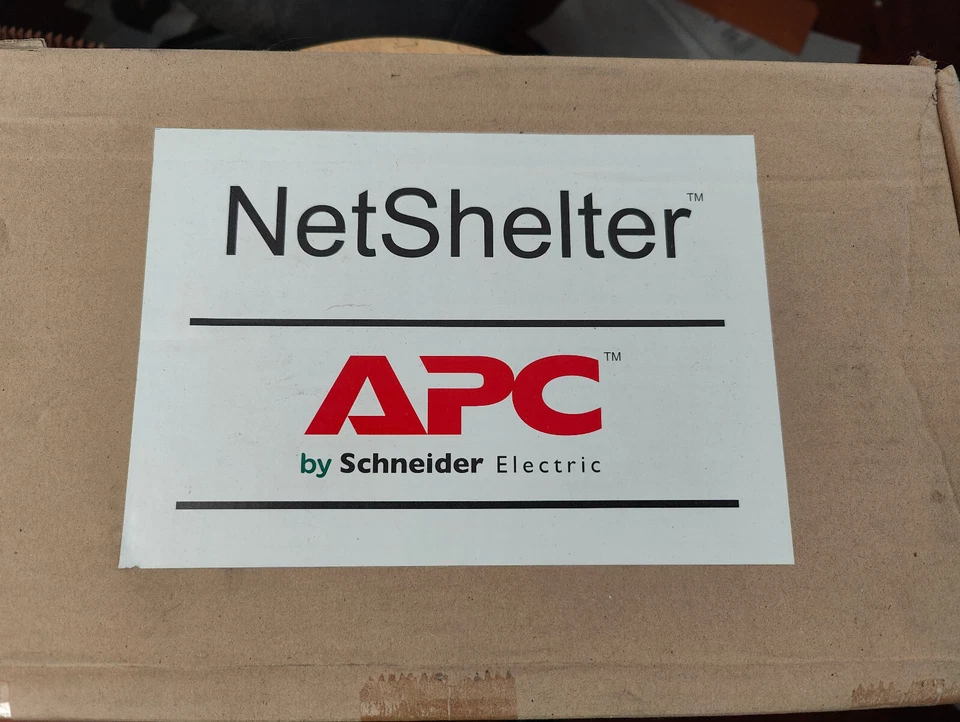 NetShelter™
APC™
by Schneider Electric